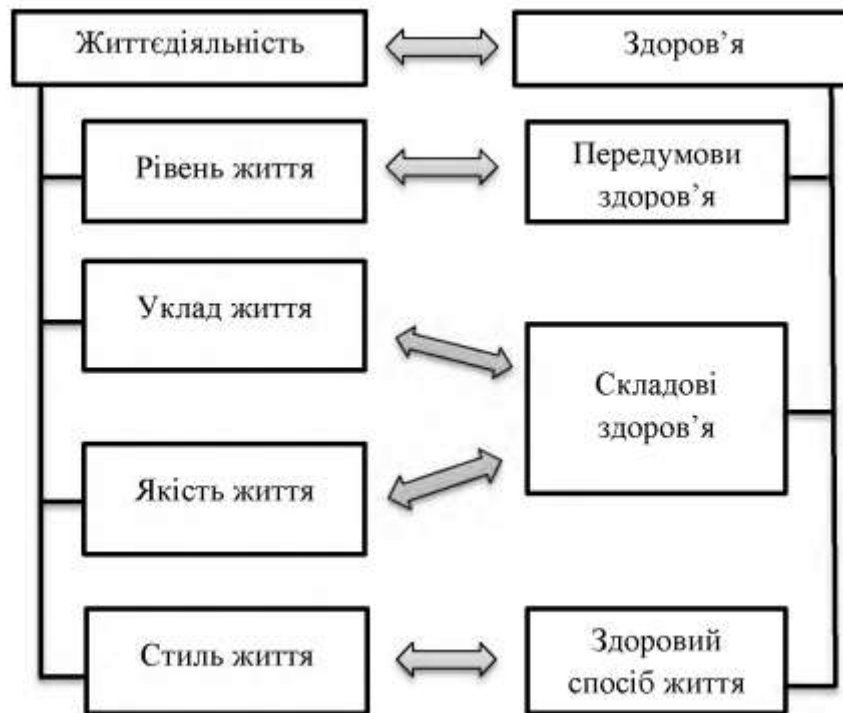 Життєдіяльність
Здоров’я
Рівень життя
Передумови
здоров’я
Уклад життя
Складові
здоров’я
Якість життя
Стиль життя
Здоровий
спосіб життя